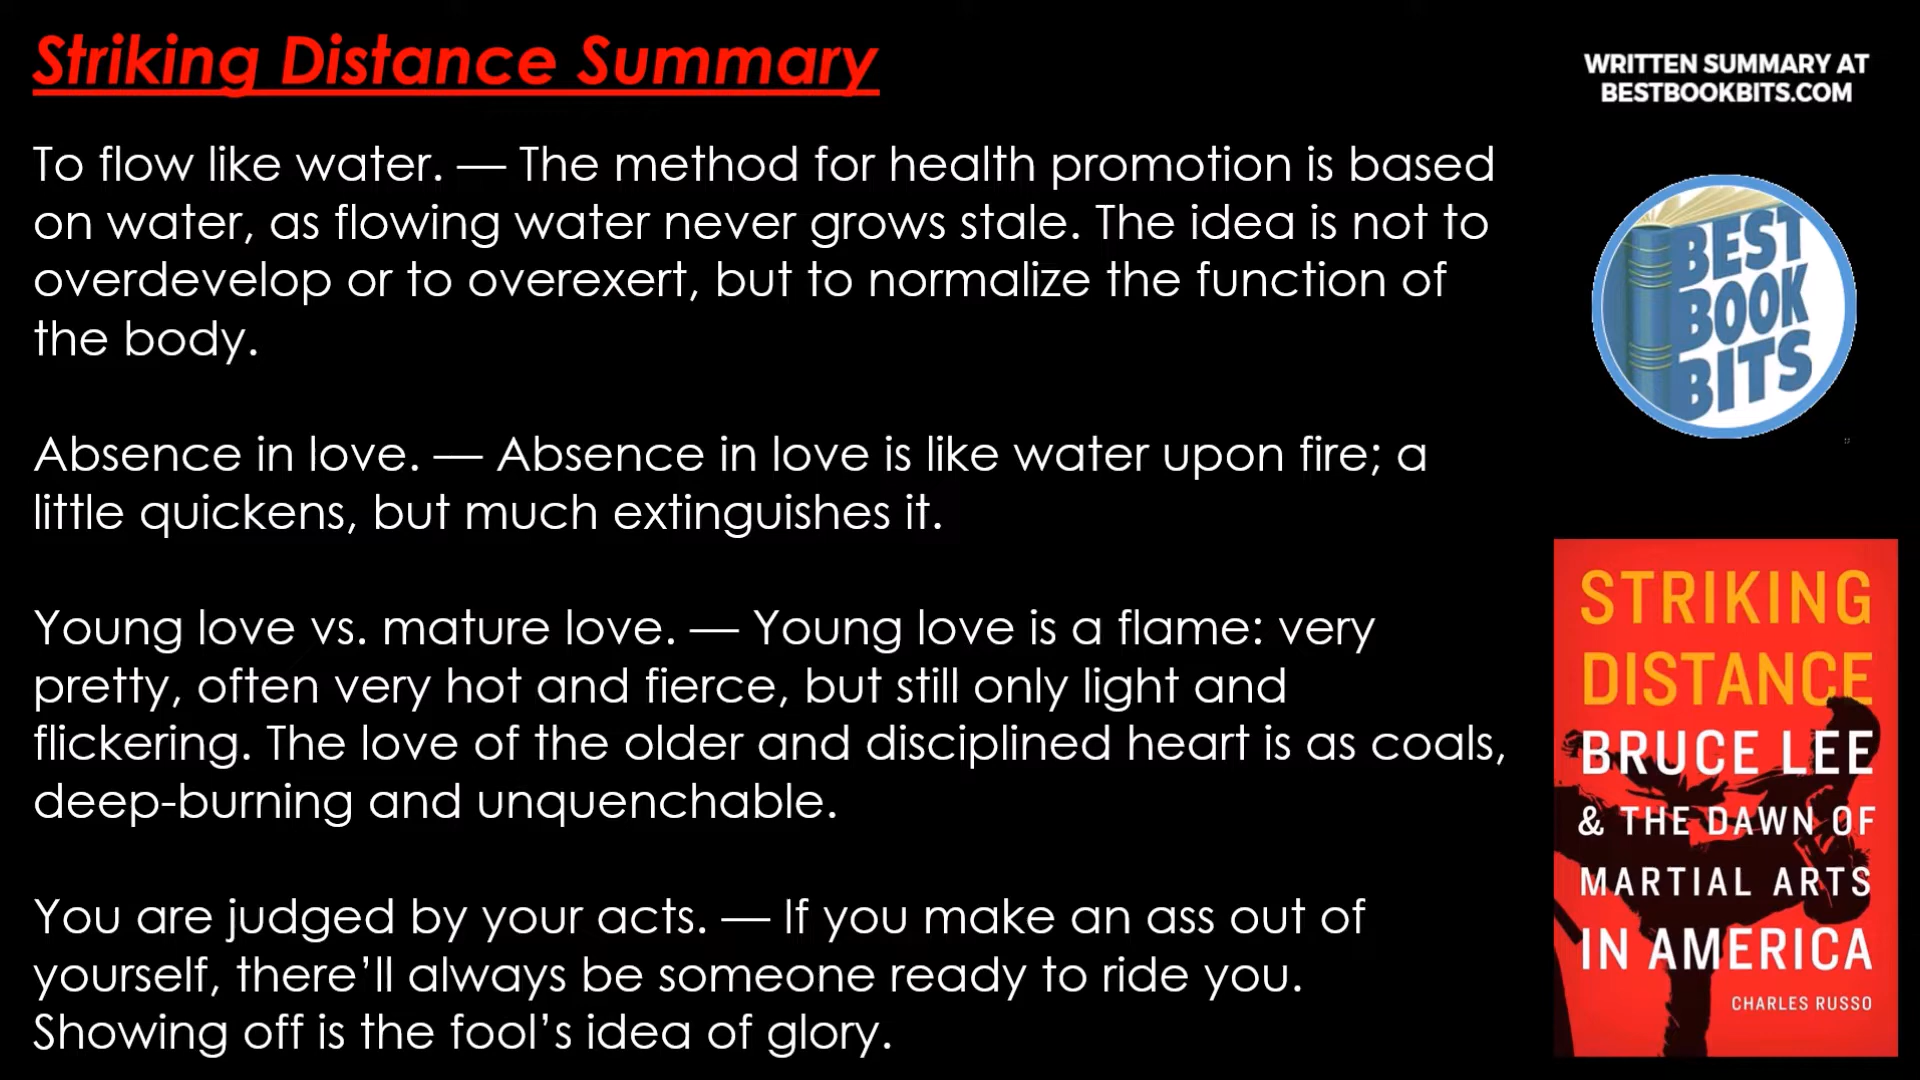 Striking Distance Summary
WRITTEN SUMMARY AT
BESTBOOKBITS.COM
To flow like water. — The method for health promotion is based
on water, as flowing water never grows stale. The idea is not to
overdevelop or to overexert, but to normalize the function of
the body.
Absence in love. — Absence in love is like water upon fire; a
little quickens, but much extinguishes it.
Young love vs. mature love. — Young love is a flame: very
pretty, often very hot and fierce, but still only light and
flickering. The love of the older and disciplined heart is as coals,
deep-burning and unquenchable.
You are judged by your acts. — If you make an ass out of
yourself, there’ll always be someone ready to ride you.
Showing off is the fool’s idea of glory.
BEST
BOOK
BITS
STRIKING
DISTANCE
BRUCE LEE
& THE DAWN OF
MARTIAL ARTS
IN AMERICA
CHARLES RUSSO